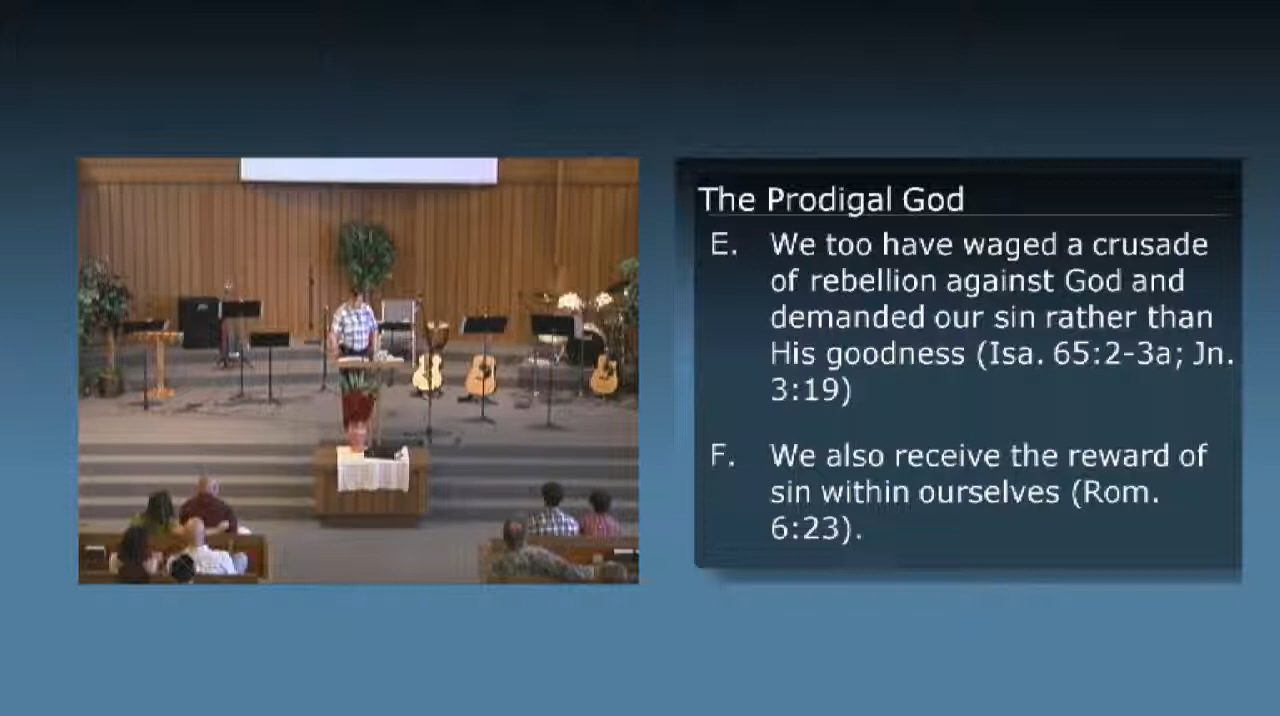 The Prodigal God
E. We too have waged a crusade
of rebellion against God and
demanded our sin rather than
His goodness (Isa. 65:2-3a; Jn.
3:19)
F. We also receive the reward of
sin within ourselves (Rom.
6:23).